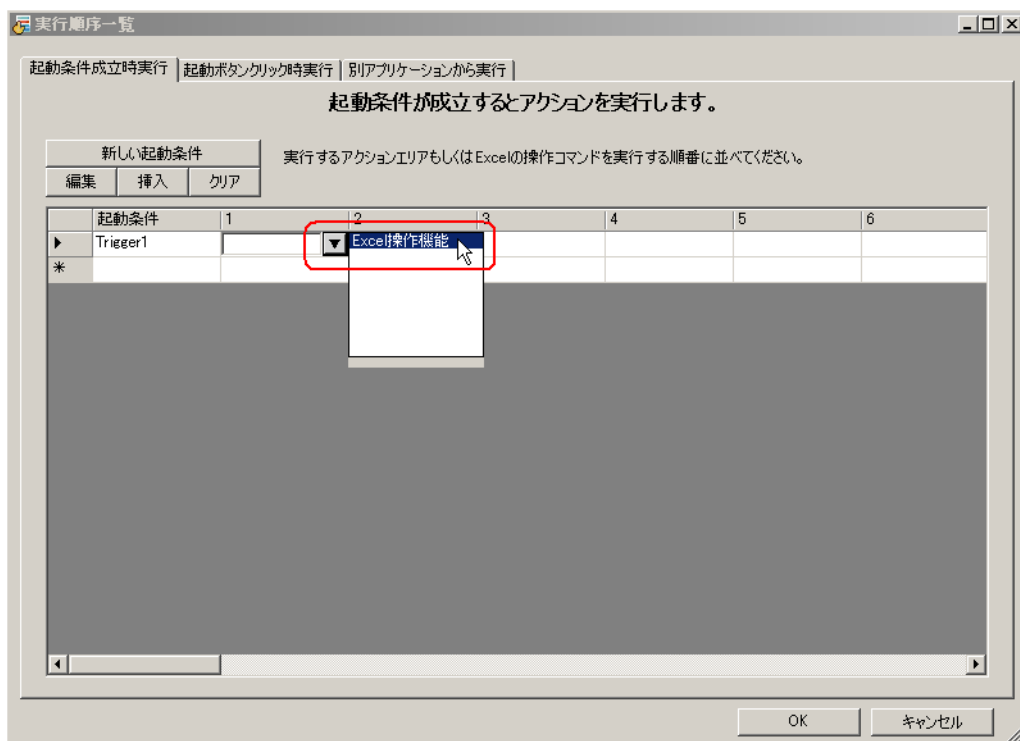 実行順序一覧
起動条件成立時実行 起動ボタンクリック時実行 別アプリケーションから実行
起動条件が成立するとアクションを実行します。
新しい起動条件
実行するアクションエリアもしくはExcelの操作コマンドを実行する順番に並べてください。
編集 挿入 クリア
起動条件 1 2 3 4 5 6
Trigger1 Excel操作機能
OK キャンセル